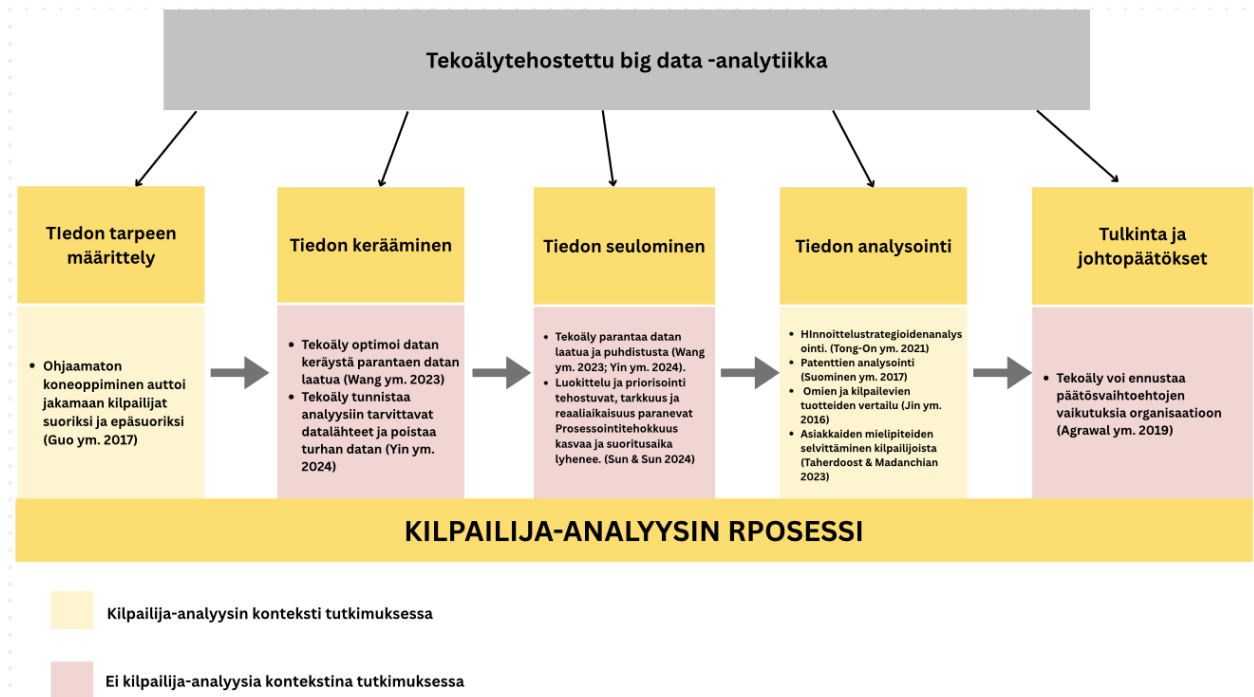 Tekoälytehostettu big data -analytiikka
TIedon tarpeen
määrittely
Tiedon kerääminen
Tiedon seulominen
Tiedon analysointi
Tulkinta ja
johtopäätökset
• Ohjaamaton
koneoppiminen auttoi
jakamaan kilpailijat
suoriksi ja epäsuoriksi
(Guo ym. 2017)
• Tekoäly optimoi datan
keräystä parantaen datan
laatua (Wang ym. 2023)
• Tekoäly tunnistaa
analyysiin tarvittavat
datalähteet ja poistaa
turhan datan (Yin ym.
2024)
• Tekoäly parantaa datan
laatua ja puhdistusta (Wang
ym. 2023; Yin ym. 2024).
• Luokittelu ja priorisointi
tehostuvat, tarkkuus ja
reaaliaikaisuus paranevat
Prosessointitehokkuus
kasvaa ja suoritusaika
lyhenee. (Sun & Sun 2024)
• HInnoittelustrategioidenanalys
ointi. (Tong-On ym. 2021)
• Patenttien analysointi
(Suominen ym. 2017)
• Omien ja kilpailevien
tuotteiden vertailu (Jin ym.
2016)
• Asiakkaiden mielipiteiden
selvittäminen kilpailijoista
(Taherdoost & Madanchian
2023)
• Tekoäly voi ennustaa
päätösvaihtoehtojen
vaikutuksia organisaatioon
(Agrawal ym. 2019)
KILPAILIJA-ANALYYSIN RPOSESSI
Kilpailija-analyysin konteksti tutkimuksessa
Ei kilpailija-analyysia kontekstina tutkimuksessa